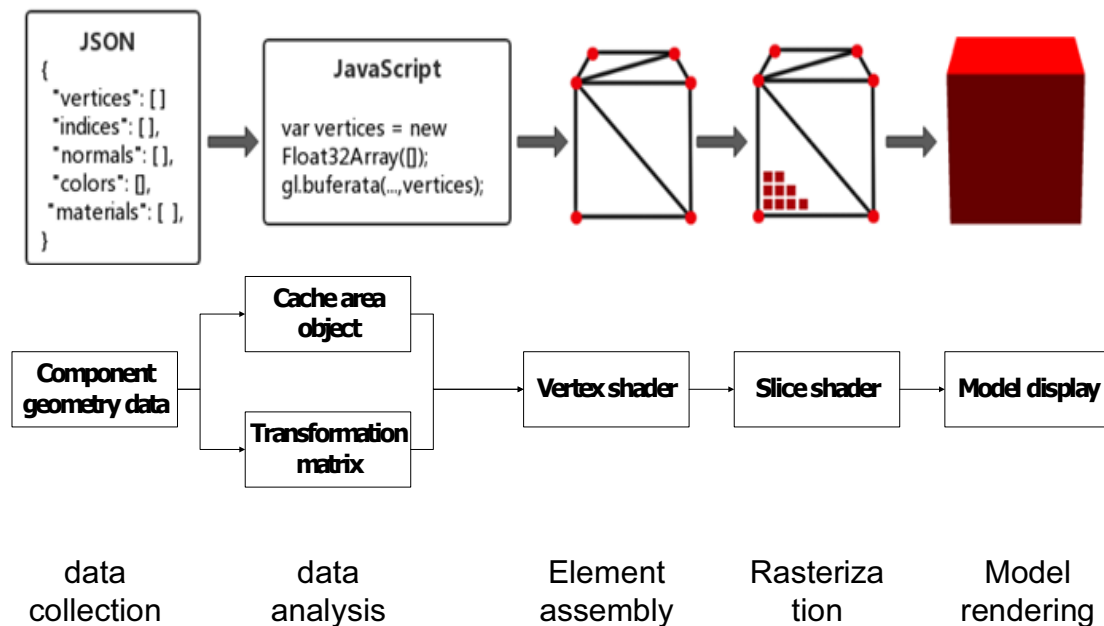 JSON
{
"vertices": [ ]
"indices": [ ],
"normals": [ ],
"colors": [],
"materials": [ ],
}
JavaScript
var vertices = new
Float32Array([]);
gl.buferata(...,vertices);
Component
geometry data
Cache area
object
Transformation
matrix
Vertex shader
Slice shader
Model display
data
collection
data
analysis
Element
assembly
Rasteriza
tion
Model
rendering